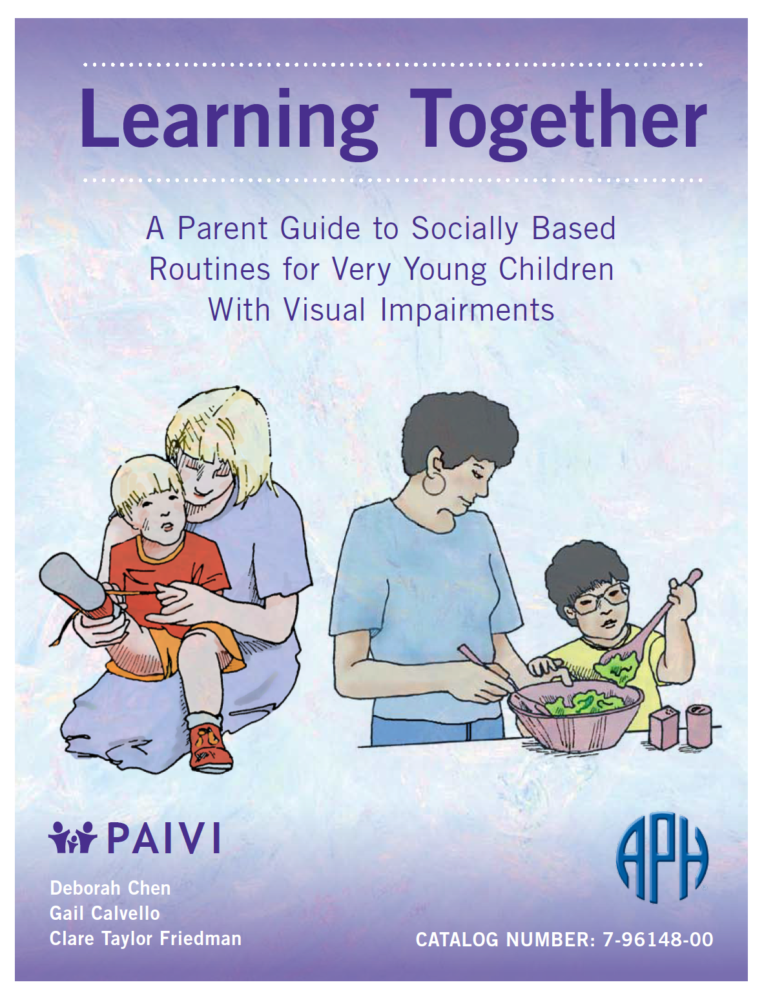 Learning Together
A Parent Guide to Socially Based
Routines for Very Young Children
With Visual Impairments
PAIVI
APH
Deborah Chen
Gail Calvello
Clare Taylor Friedman
CATALOG NUMBER: 7-96148-00